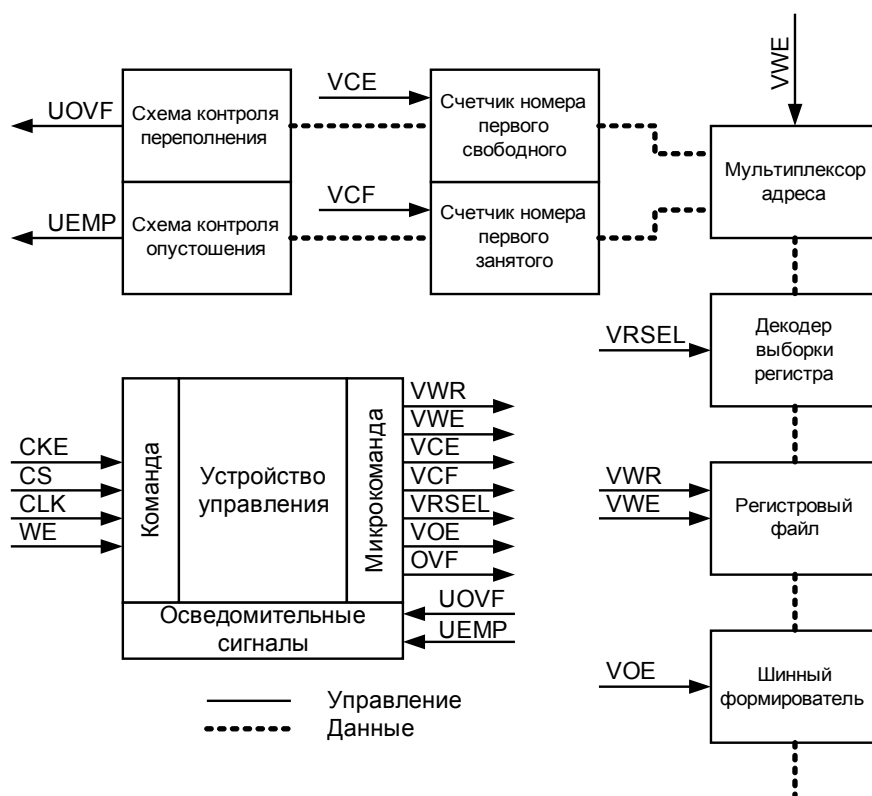 VWE
VCE
UOVF
Схема контроля
переполнения
Счетчик номера
первого
свободного
Мультиплексор
адреса
VCF
UEMP
Схема контроля
опустошения
Счетчик номера
первого
занятого
VRSEL
Декодер
выборки
регистра
CKE
CS
CLK
WE
Команда
Устройство
управления
Микрокоманда
VWR
VWE
VCE
VCF
VRSEL
VOE
OVF
Осведомительные
сигналы
UOVF
UEMP
VWR
VWE
Регистровый
файл
VOE
Шинный
формирователь
Управление
Данные